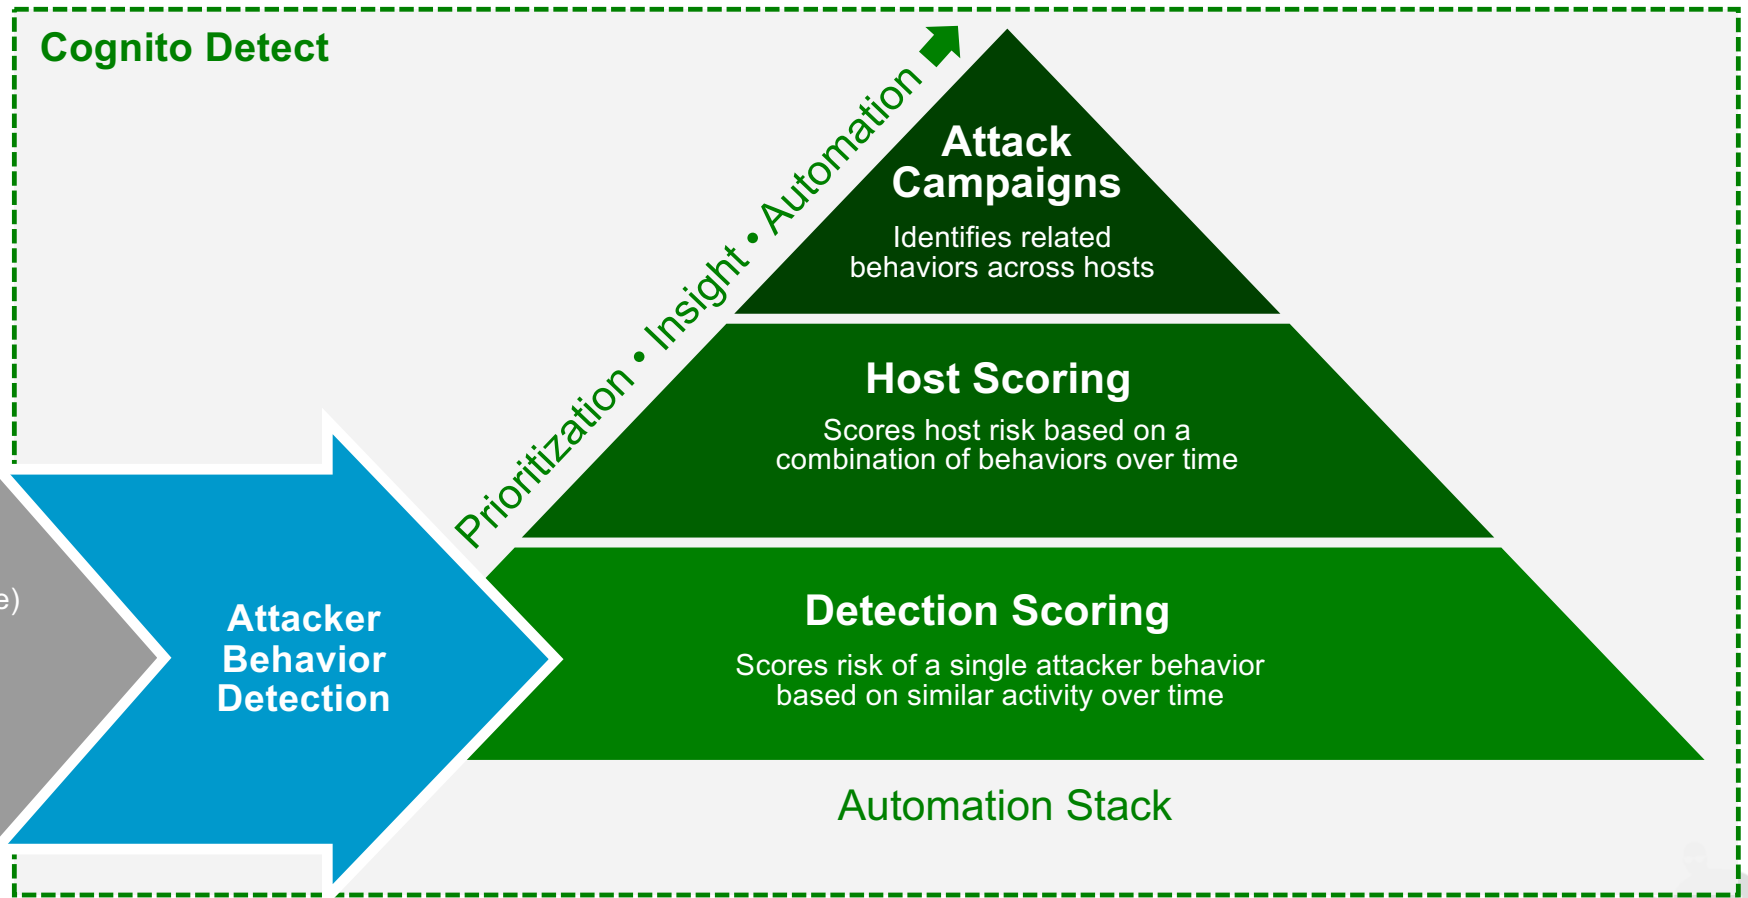 Cognito Detect
Prioritization • Insight • Automation
Attack
Campaigns
Identifies related
behaviors across hosts
Host Scoring
Scores host risk based on a
combination of behaviors over time
e)
Attacker
Behavior
Detection
Detection Scoring
Scores risk of a single attacker behavior
based on similar activity over time
Automation Stack